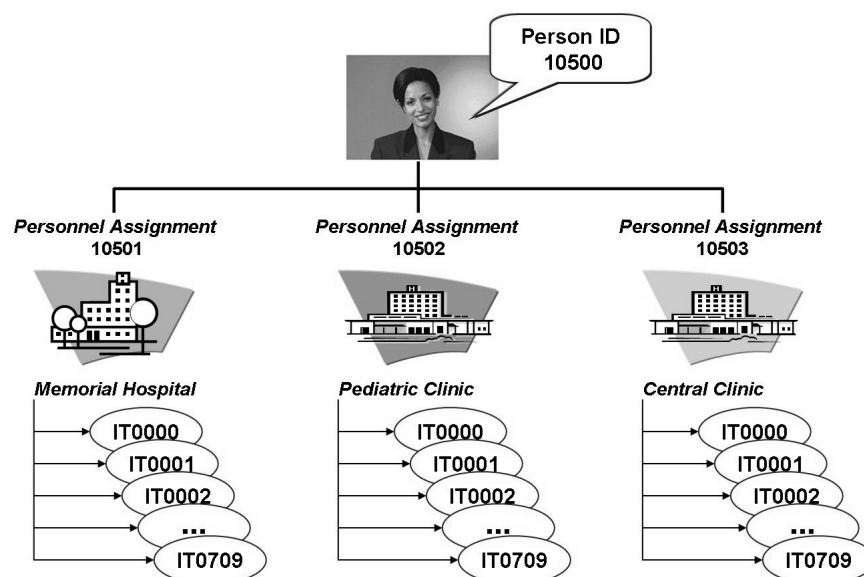 Person ID
10500
Personnel Assignment
10501
Personnel Assignment
10502
Personnel Assignment
10503
H
H
H
Memorial Hospital
IT0000
IT0001
IT0002
...
IT0709
Pediatric Clinic
IT0000
IT0001
IT0002
...
IT0709
Central Clinic
IT0000
IT0001
IT0002
...
IT0709